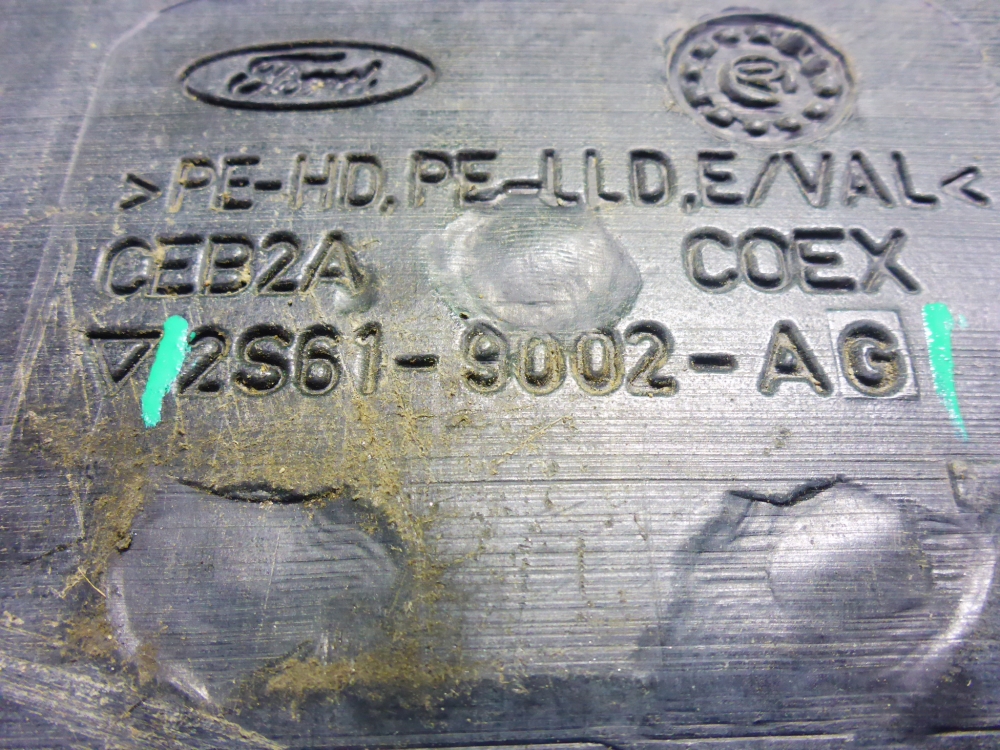 Ford
>PE-HD,PE-LLD,E/VAL<
CEB2A COEX
2S61-9002-AG